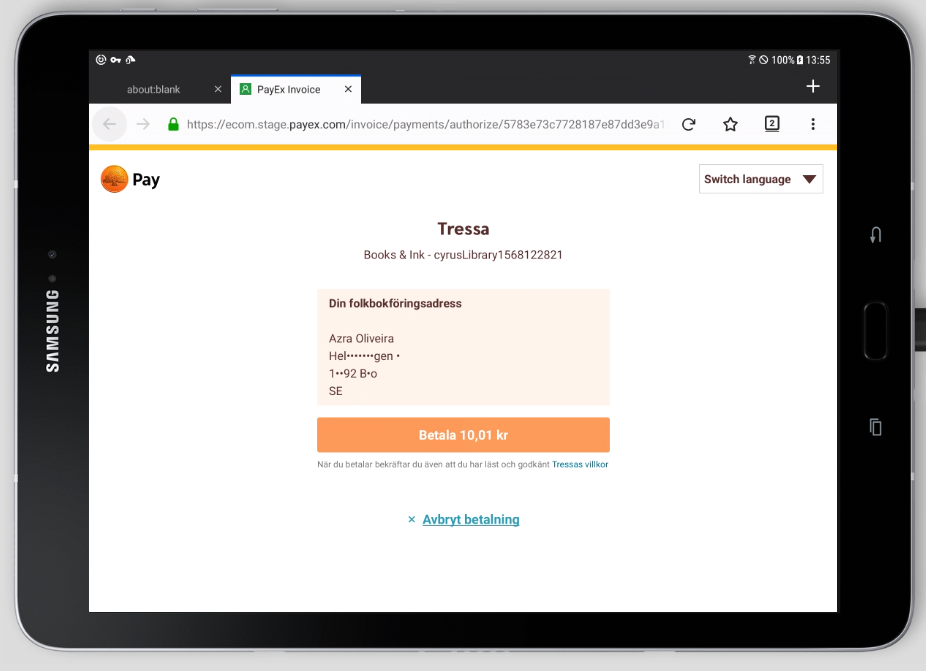 100% 13:55
about:blank
PayEx Invoice
https://ecom.stage.payex.com/invoice/payments/authorize/5783e73c7728187e87dd3e9a1
2
Pay
Switch language
Tressa
Books & Ink - cyrusLibrary1568122821
Din folkbokföringsadress
Azra Oliveira
Hel•••••••gen •
1••92 B•o
SE
Betala 10,01 kr
När du betalar bekräftar du även att du har läst och godkänt Tressas villkor
× Avbryt betalning
SAMSUNG